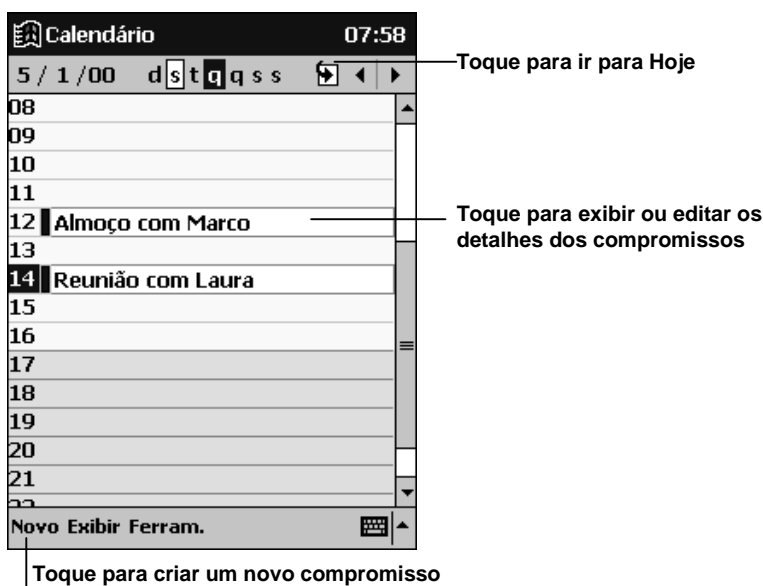 Calendário 07:58
5 / 1 /00 d s t q q s s
Toque para ir para Hoje
08
09
10
11
12 Almoço com Marco
Toque para exibir ou editar os
detalhes dos compromissos
13
14 Reunião com Laura
15
16
17
18
19
20
21
22
Novo Exibir Ferram.
Toque para criar um novo compromisso